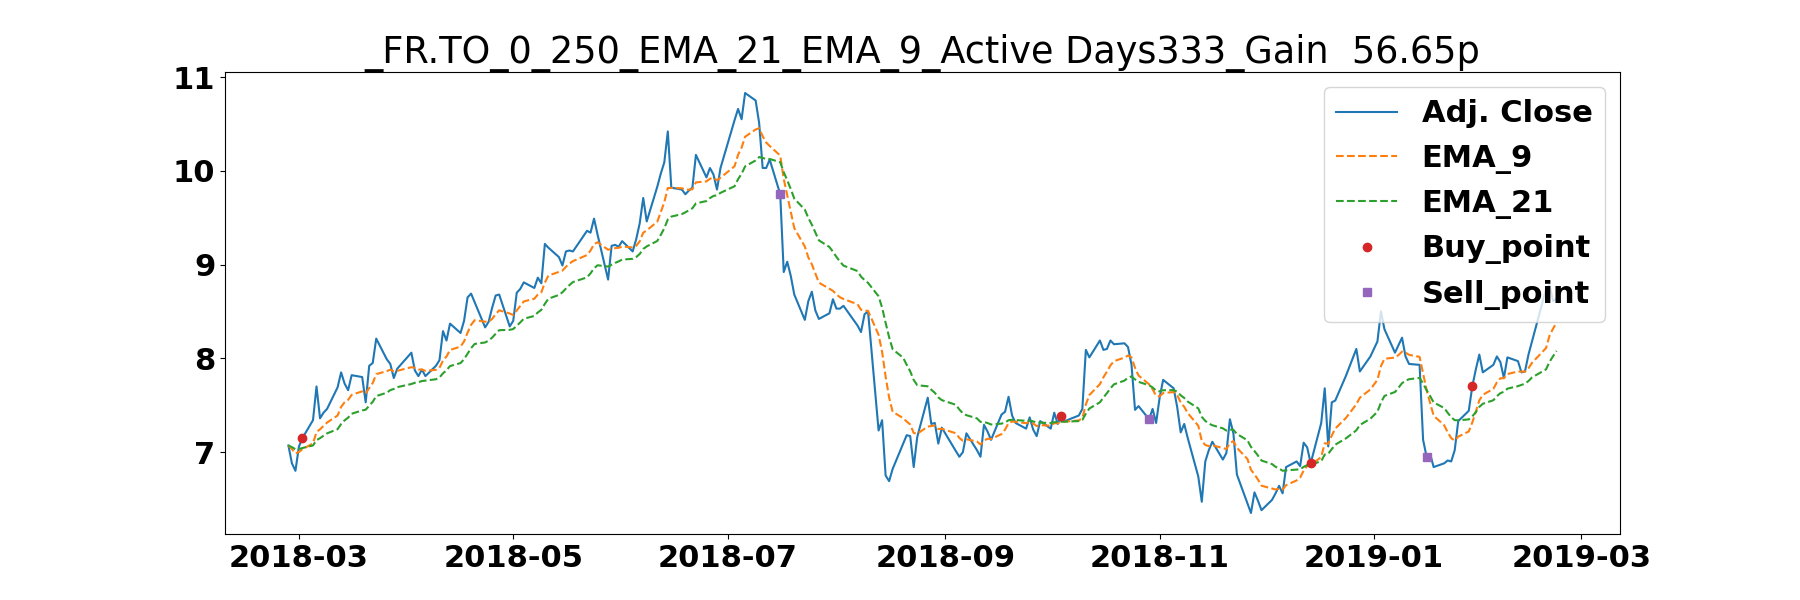 _FR.TO_0_250_EMA_21_EMA_9_Active Days333_Gain  56.65p
11
10
9
8
7
Adj. Close
EMA_9
EMA_21
Buy_point
Sell_point
2018-03 2018-05 2018-07 2018-09 2018-11 2019-01 2019-03